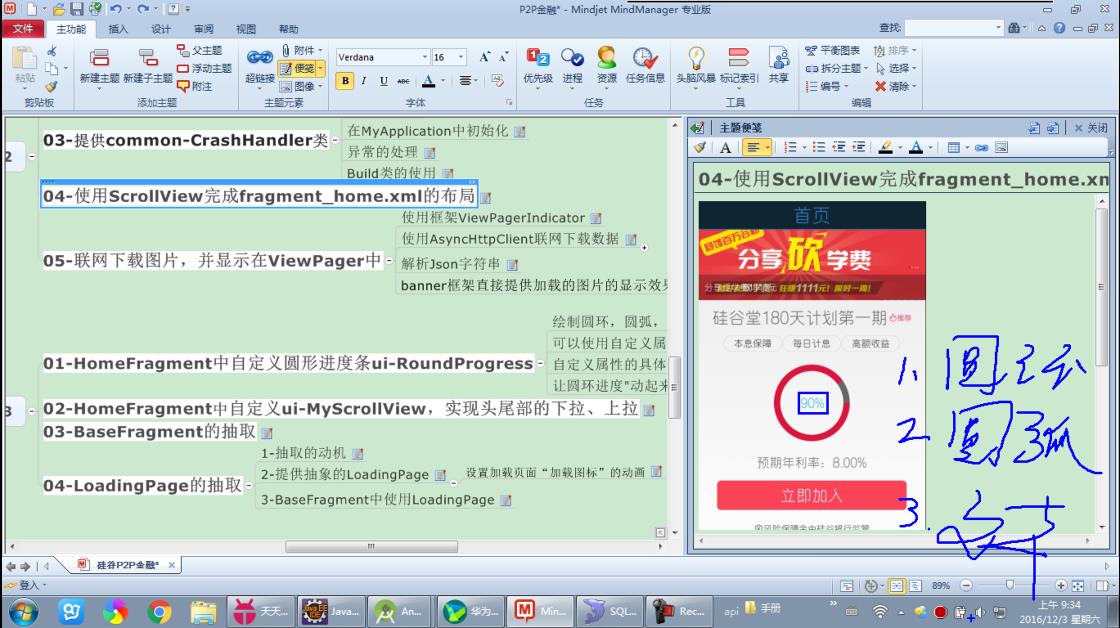 P2P金融* - Mindjet MindManager 专业版
文件 主功能 插入 设计 审阅 视图 帮助
查找:
粘贴
剪贴板
新建主题 新建子主题
父主题
浮动主题
附注
添加主题
超链接
附件
便笺
图像
主题元素
Verdana 16
B I U
字体
优先级 进程 资源 任务信息
任务
头脑风暴 标记索引 共享
工具
平衡图表
拆分主题
编号
排序
选择
清除
编辑
2
03-提供common-CrashHandler类
在MyApplication中初始化
异常的处理
Build类的使用
04-使用ScrollView完成fragment_home.xml的布局
05-联网下载图片，并显示在ViewPager中
使用框架ViewPagerIndicator
使用AsyncHttpClient联网下载数据
解析Json字符串
banner框架直接提供加载的图片的显示效果
3
01-HomeFragment中自定义圆形进度条ui-RoundProgress
绘制圆环，圆弧，
可以使用自定义属
自定义属性的具体
让圆环进度"动起来
02-HomeFragment中自定义ui-MyScrollView，实现头尾部的下拉、上拉
03-BaseFragment的抽取
04-LoadingPage的抽取
1-抽取的动机
2-提供抽象的LoadingPage
设置加载页面“加载图标”的动画
3-BaseFragment中使用LoadingPage
主题便笺
关闭
04-使用ScrollView完成fragment_home.xm
首页
分享砍学费
硅谷堂180天计划第一期
推荐
本息保障 每日计息 高额收益
90%
预期年利率：8.00%
立即加入
1、圆环
2、圆弧
3.
硅谷P2P金融*
登入
89%
天天...
Java...
An...
华为...
Min...
SQL...
Rec...
api
手册
上午 9:34
2016/12/3 星期六